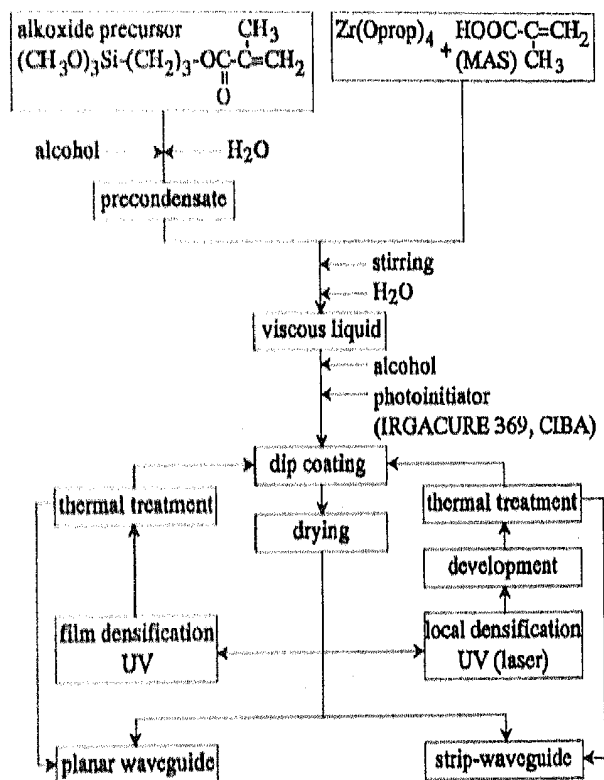 alkoxide precursor
CH3
(CH3O)3Si-(CH2)3-OC-C=CH2
O
Zr(Oprop)4 + HOOC-C=CH2
(MAS) CH3
alcohol
H2O
precondensate
stirring
H2O
viscous liquid
alcohol
photoinitiator
(IRGACURE 369, CIBA)
dip coating
thermal treatment
thermal treatment
drying
development
film densification
UV
local densification
UV (laser)
planar waveguide
strip-waveguide